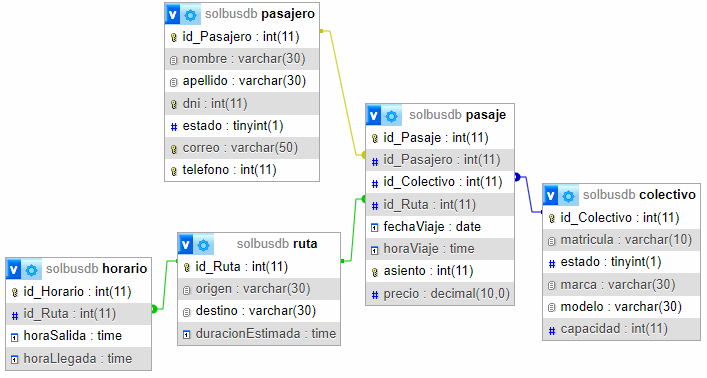 solbusdb pasajero
id_Pasajero : int(11)
nombre : varchar(30)
apellido : varchar(30)
dni : int(11)
estado : tinyint(1)
correo : varchar(50)
telefono : int(11)
solbusdb pasaje
id_Pasaje : int(11)
id_Pasajero : int(11)
id_Colectivo : int(11)
id_Ruta : int(11)
fechaViaje : date
horaViaje : time
asiento : int(11)
precio : decimal(10,0)
solbusdb colectivo
id_Colectivo : int(11)
matricula : varchar(10)
estado : tinyint(1)
marca : varchar(30)
modelo : varchar(30)
capacidad : int(11)
solbusdb ruta
id_Ruta : int(11)
origen : varchar(30)
destino : varchar(30)
duracionEstimada : time
solbusdb horario
id_Horario : int(11)
id_Ruta : int(11)
horaSalida : time
horaLlegada : time